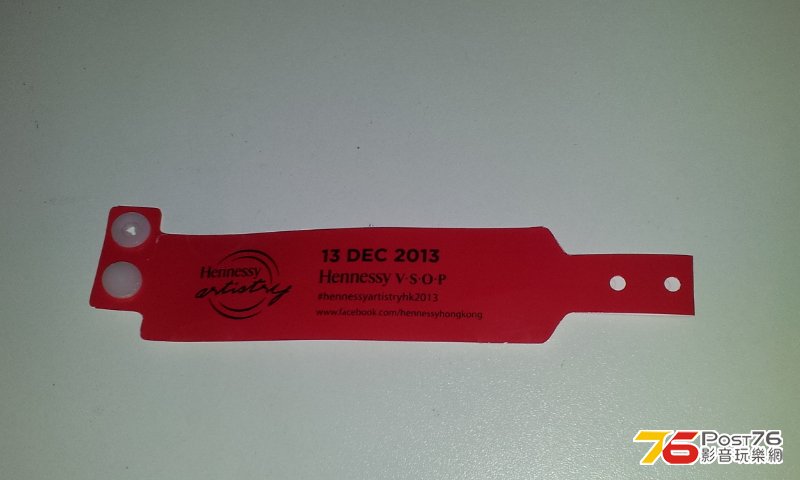 Hennessy
artistry
13 DEC 2013
Hennessy V·S·O·P
#hennessyartistryhk2013
www.facebook.com/hennessyhongkong
76 POST76
影音玩樂網